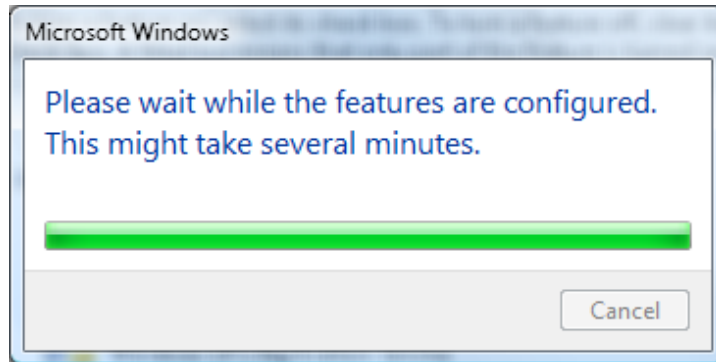 Microsoft Windows
Please wait while the features are configured.
This might take several minutes.
Cancel